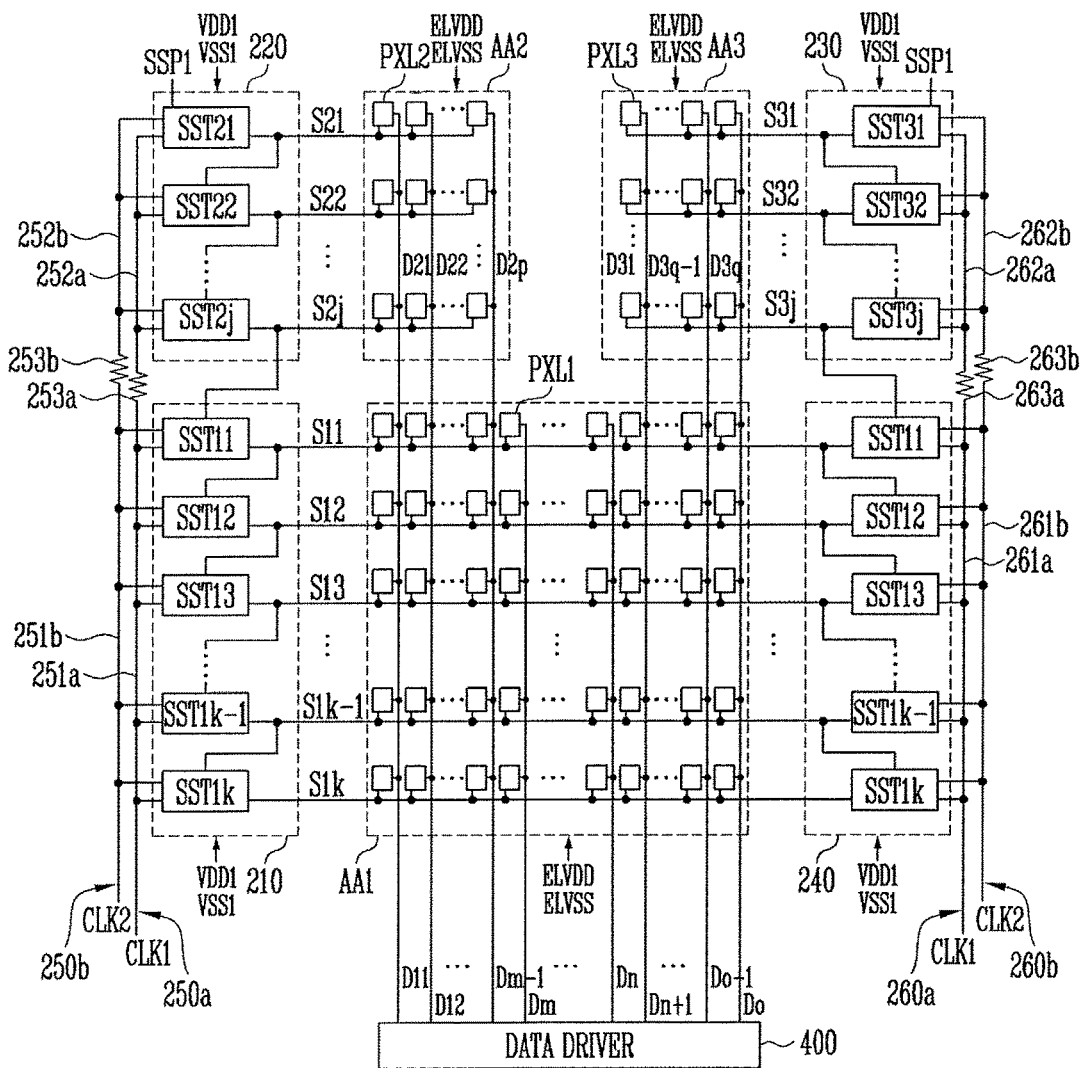 VDD1 ELVDD ELVDD VDD1
VSS1 220 PXL2 ELVSS AA2 PXL3 ELVSS AA3 230 VSS1
SSP1 SSP1
SST21 S21 ... ... S31 SST31
SST22 S22 ... ... S32 SST32
252b 262b
252a D21 D22 D2p D31 D3q-1 D3q 262a
SST2j S2j ... ... S3j SST3j
253b 263b
253a PXL1 263a
SST11 S11 ... ... ... SST11
SST12 S12 ... ... ... SST12
261b
SST13 S13 ... ... ... SST13
261a
251b
251a
SST1k-1 S1k-1 ... ... ... SST1k-1
SST1k S1k ... ... ... SST1k
VDD1 210 AA1 ELVDD 240 VDD1
VSS1 ELVSS VSS1
CLK2 CLK2
CLK1 CLK1
250b 250a 260a 260b
D11 ... Dm-1 ... Dn ... Do-1
D12 Dm Dn+1 Do
DATA DRIVER 400